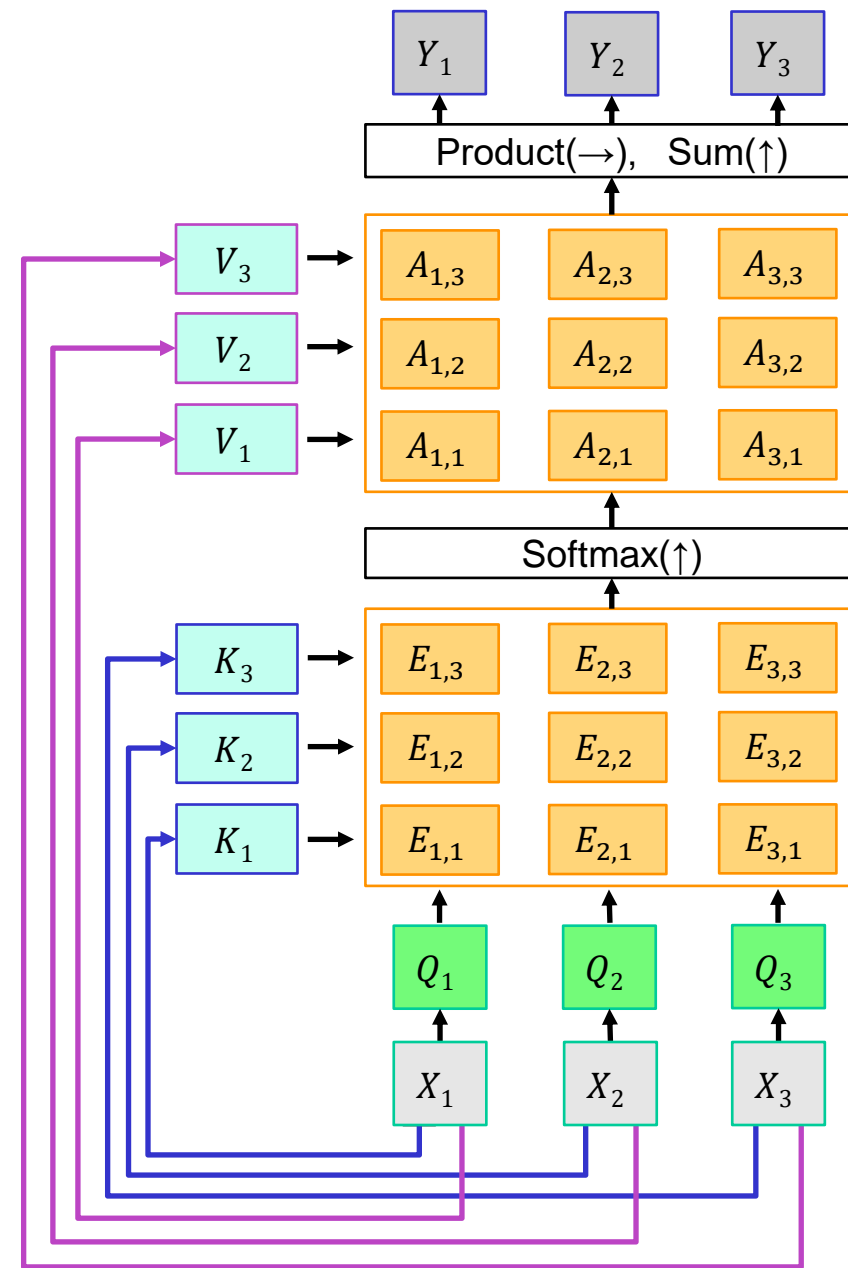 Y₁ Y₂ Y₃
Product(→), Sum(↑)
V₃ A₁,₃ A₂,₃ A₃,₃
V₂ A₁,₂ A₂,₂ A₃,₂
V₁ A₁,₁ A₂,₁ A₃,₁
Softmax(↑)
K₃ E₁,₃ E₂,₃ E₃,₃
K₂ E₁,₂ E₂,₂ E₃,₂
K₁ E₁,₁ E₂,₁ E₃,₁
Q₁ Q₂ Q₃
X₁ X₂ X₃